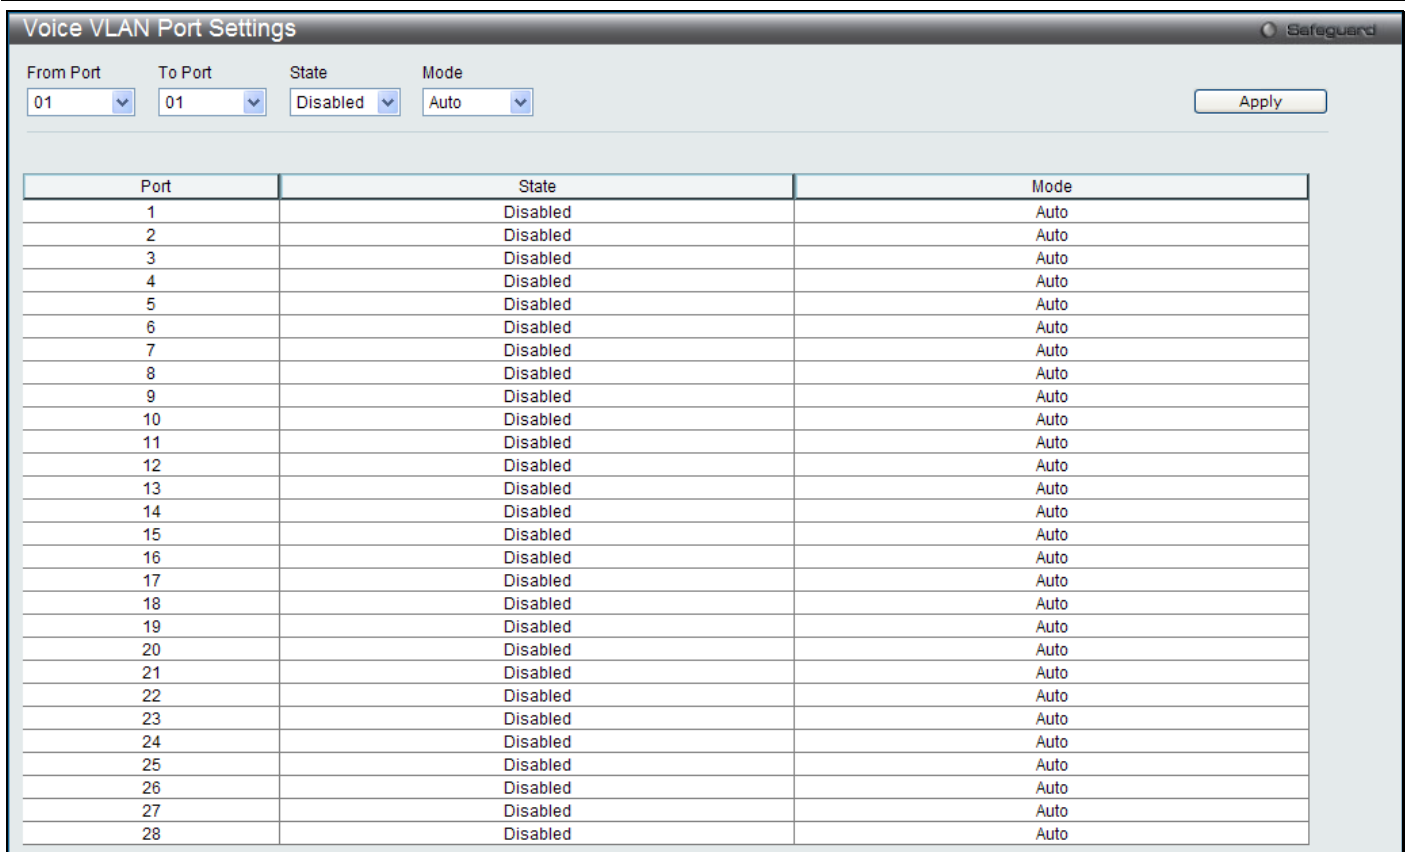 Voice VLAN Port Settings
Safeguard
From Port To Port State Mode
01 01 Disabled Auto Apply
Port State Mode
1 Disabled Auto
2 Disabled Auto
3 Disabled Auto
4 Disabled Auto
5 Disabled Auto
6 Disabled Auto
7 Disabled Auto
8 Disabled Auto
9 Disabled Auto
10 Disabled Auto
11 Disabled Auto
12 Disabled Auto
13 Disabled Auto
14 Disabled Auto
15 Disabled Auto
16 Disabled Auto
17 Disabled Auto
18 Disabled Auto
19 Disabled Auto
20 Disabled Auto
21 Disabled Auto
22 Disabled Auto
23 Disabled Auto
24 Disabled Auto
25 Disabled Auto
26 Disabled Auto
27 Disabled Auto
28 Disabled Auto